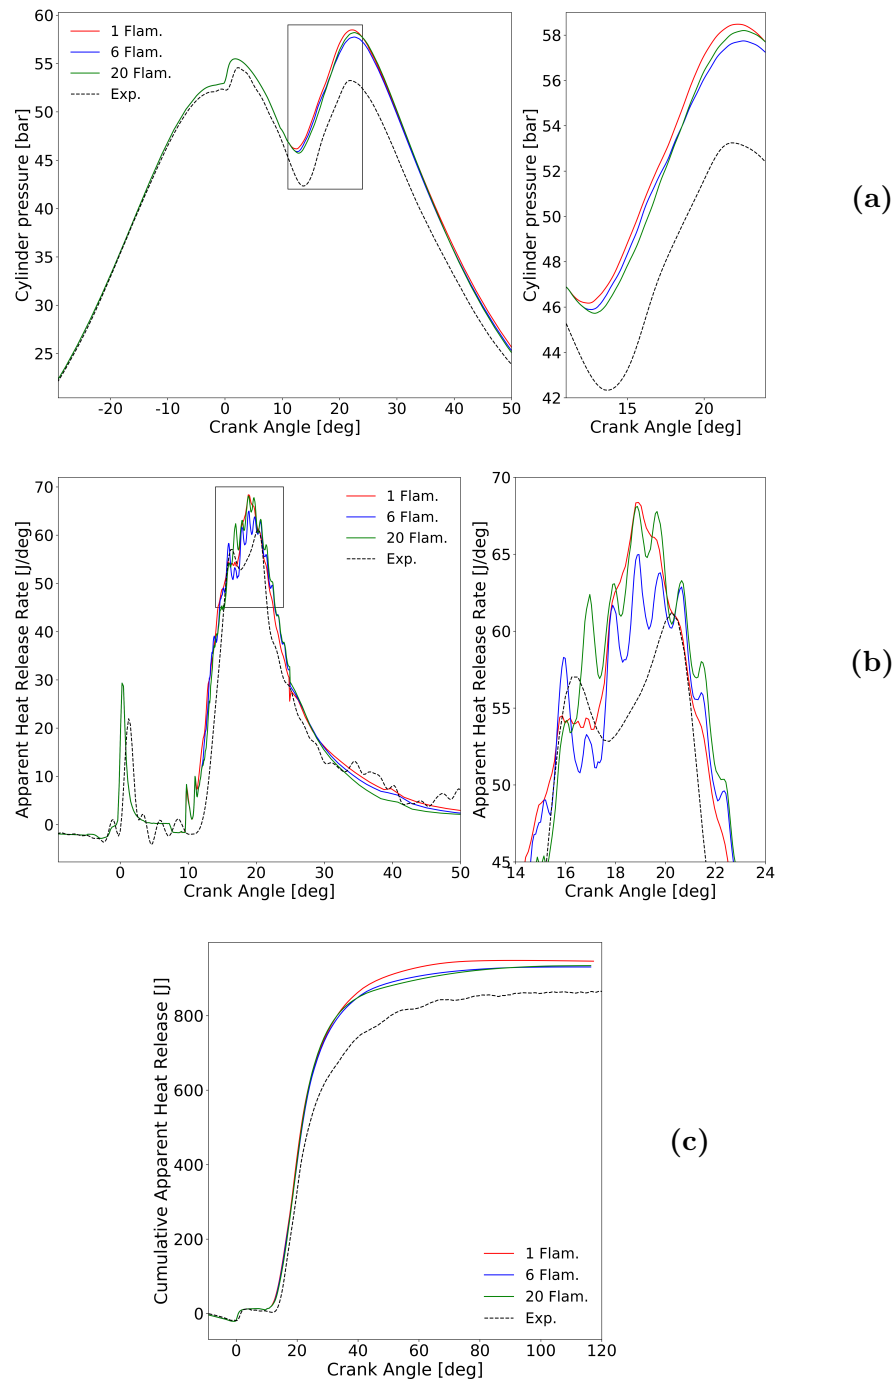 60
55
50
45
40
35
30
25
Cylinder pressure [bar]
1 Flam.
6 Flam.
20 Flam.
Exp.
-20
-10
0
10
20
30
40
50
Crank Angle [deg]
58
56
54
52
50
48
46
44
42
Cylinder pressure [bar]
15
20
Crank Angle [deg]
(a)
70
60
50
40
30
20
10
0
Apparent Heat Release Rate [J/deg]
1 Flam.
6 Flam.
20 Flam.
Exp.
0
10
20
30
40
50
Crank Angle [deg]
70
65
60
55
50
45
Apparent Heat Release Rate [J/deg]
14
16
18
20
22
24
Crank Angle [deg]
(b)
800
600
400
200
0
Cumulative Apparent Heat Release [J]
1 Flam.
6 Flam.
20 Flam.
Exp.
0
20
40
60
80
100
120
Crank Angle [deg]
(c)